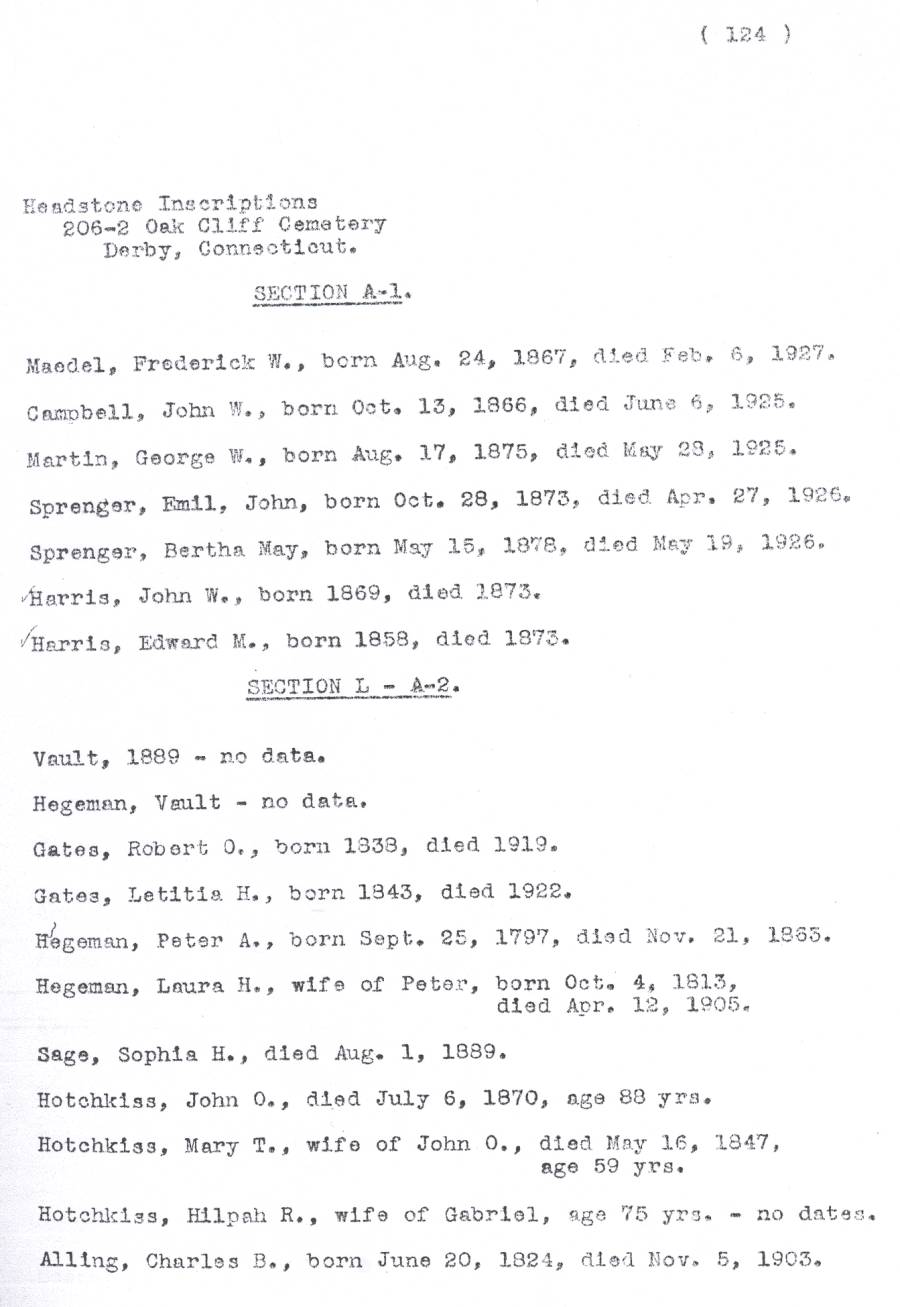 ( 124 )
Headstone Inscriptions
206-2 Oak Cliff Cemetery
Derby, Connecticut.
SECTION A-1.
Maedel, Frederick W., born Aug. 24, 1867, died Feb. 6, 1927.
Campbell, John W., born Oct. 13, 1866, died June 6, 1925.
Martin, George W., born Aug. 17, 1875, died May 28, 1925.
Sprenger, Emil, John, born Oct. 28, 1873, died Apr. 27, 1926.
Sprenger, Bertha May, born May 15, 1878, died May 19, 1926.
✓Harris, John W., born 1869, died 1873.
✓Harris, Edward M., born 1858, died 1873.
SECTION L - A-2.
Vault, 1889 - no data.
Hegeman, Vault - no data.
Gates, Robert O., born 1838, died 1919.
Gates, Letitia H., born 1843, died 1922.
Hegeman, Peter A., born Sept. 25, 1797, died Nov. 21, 1865.
Hegeman, Laura H., wife of Peter, born Oct. 4, 1813,
died Apr. 12, 1905.
Sage, Sophia H., died Aug. 1, 1889.
Hotchkiss, John O., died July 6, 1870, age 88 yrs.
Hotchkiss, Mary T., wife of John O., died May 16, 1847,
age 59 yrs.
Hotchkiss, Hilpah R., wife of Gabriel, age 75 yrs. - no dates.
Alling, Charles B., born June 20, 1824, died Nov. 5, 1903.